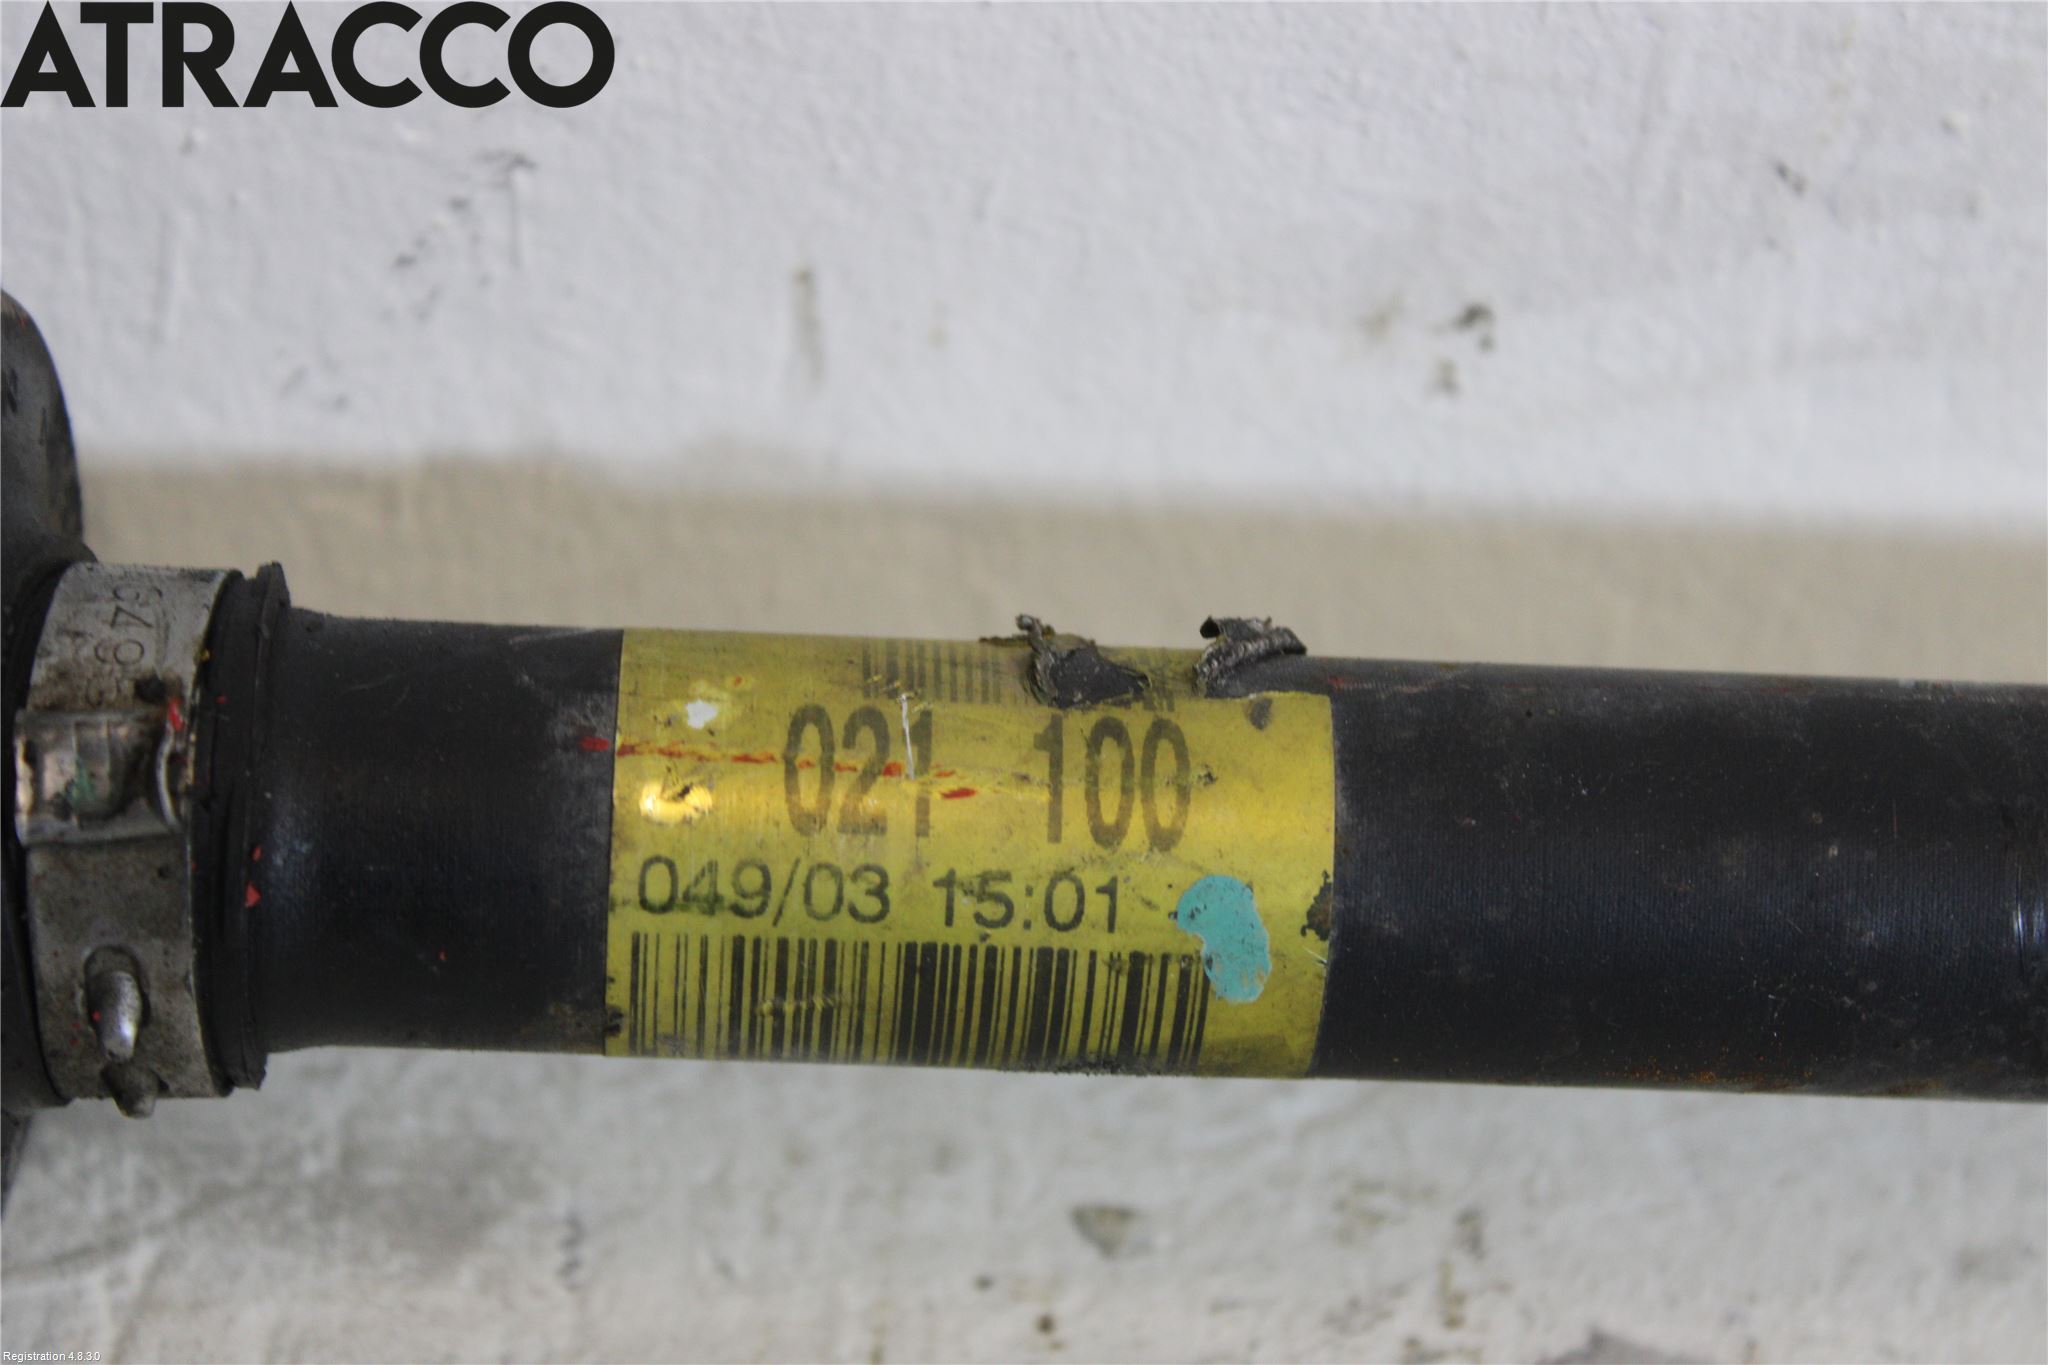 ATRACCO
021 100
049/03 15:01
Registration 4.8.3.0